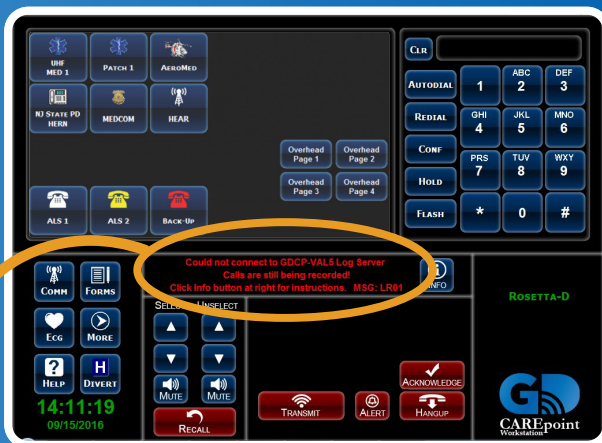 UHF
MED 1
PATCH 1
AEROMED
NJ STATE PD
HERN
MEDCOM
HEAR
Overhead
Page 1
Overhead
Page 2
Overhead
Page 3
Overhead
Page 4
ALS 1
ALS 2
BACK-UP
CLR
AUTODIAL
REDIAL
CONF
HOLD
FLASH
1
ABC
2
DEF
3
GHI
4
JKL
5
MNO
6
PRS
7
TUV
8
WXY
9
*
0
#
Could not connect to GDCP-VAL5 Log Server
Calls are still being recorded!
Click Info button at right for instructions. MSG: LR01
INFO
COMM
FORMS
ECG
MORE
HELP
DIVERT
14:11:19
09/15/2016
SELECT
UNSELECT
MUTE
MUTE
RECALL
TRANSMIT
ALERT
ACKNOWLEDGE
HANGUP
ROSETTA-D
GD
CAREpoint
Workstation